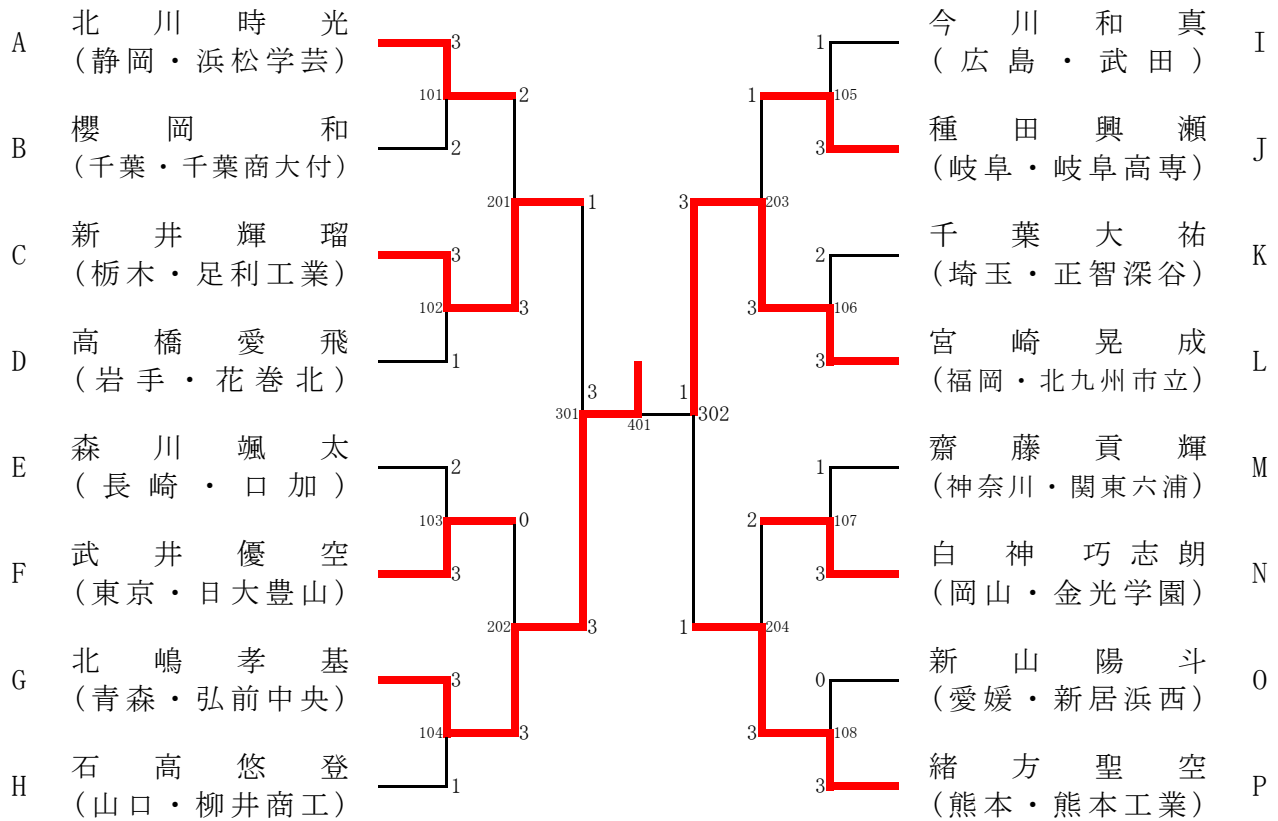 A
北川時光
(静岡・浜松学芸)
B
櫻岡和
(千葉・千葉商大付)
C
新井輝瑠
(栃木・足利工業)
D
高橋愛飛
(岩手・花巻北)
E
森川颯太
(長崎・口加)
F
武井優空
(東京・日大豊山)
G
北嶋孝基
(青森・弘前中央)
H
石高悠登
(山口・柳井商工)
3
101
2
3
102
1
2
103
3
3
104
1
2
201
3
0
202
3
1
3
301
3
401
1
302
3
1
1
203
3
2
204
3
1
105
3
2
106
3
1
107
3
0
108
3
今川和真
(広島・武田)
I
種田興瀬
(岐阜・岐阜高専)
J
千葉大祐
(埼玉・正智深谷)
K
宮崎晃成
(福岡・北九州市立)
L
齋藤貢輝
(神奈川・関東六浦)
M
白神巧志朗
(岡山・金光学園)
N
新山陽斗
(愛媛・新居浜西)
O
緒方聖空
(熊本・熊本工業)
P